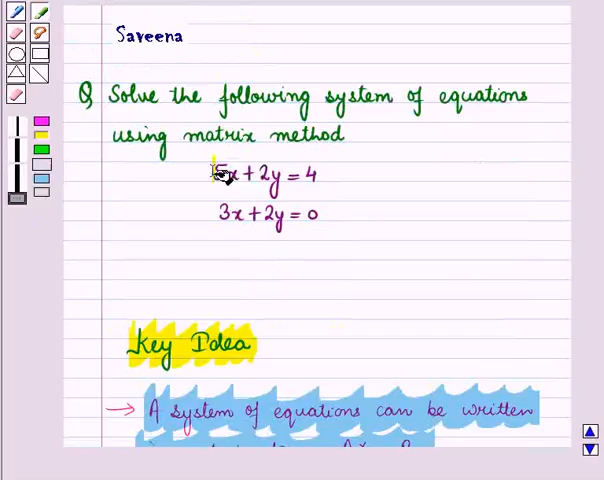 Saveena
Q Solve the following system of equations
using matrix method
5x + 2y = 4
3x + 2y = 0
Key Idea
→ A system of equations can be written